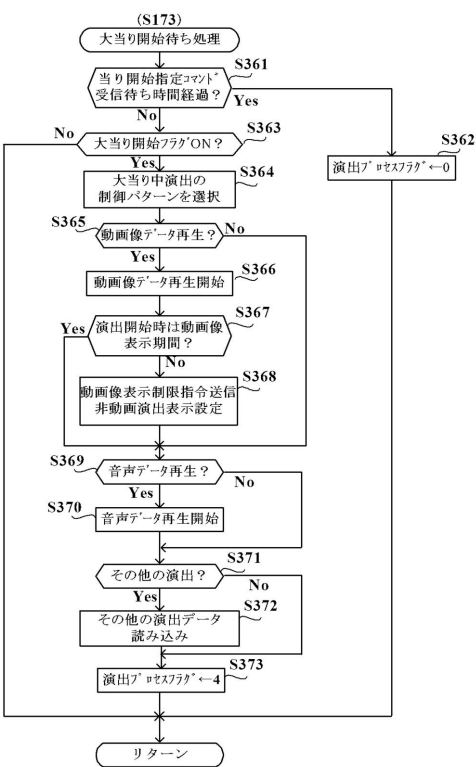 (S173)
大当り開始待ち処理
S361
当り開始指定コマンド
受信待ち時間経過？
Yes
No
S363
No
大当り開始フラグON？
S362
Yes
演出プロセスフラグ←0
S364
大当り中演出の
制御パターンを選択
S365
動画像データ再生？
No
Yes
S366
動画像データ再生開始
S367
Yes
演出開始時は動画像
表示期間？
No
S368
動画像表示制限指令送信
非動画演出表示設定
S369
音声データ再生？
No
Yes
S370
音声データ再生開始
S371
その他の演出？
No
Yes
S372
その他の演出データ
読み込み
S373
演出プロセスフラグ←4
リターン